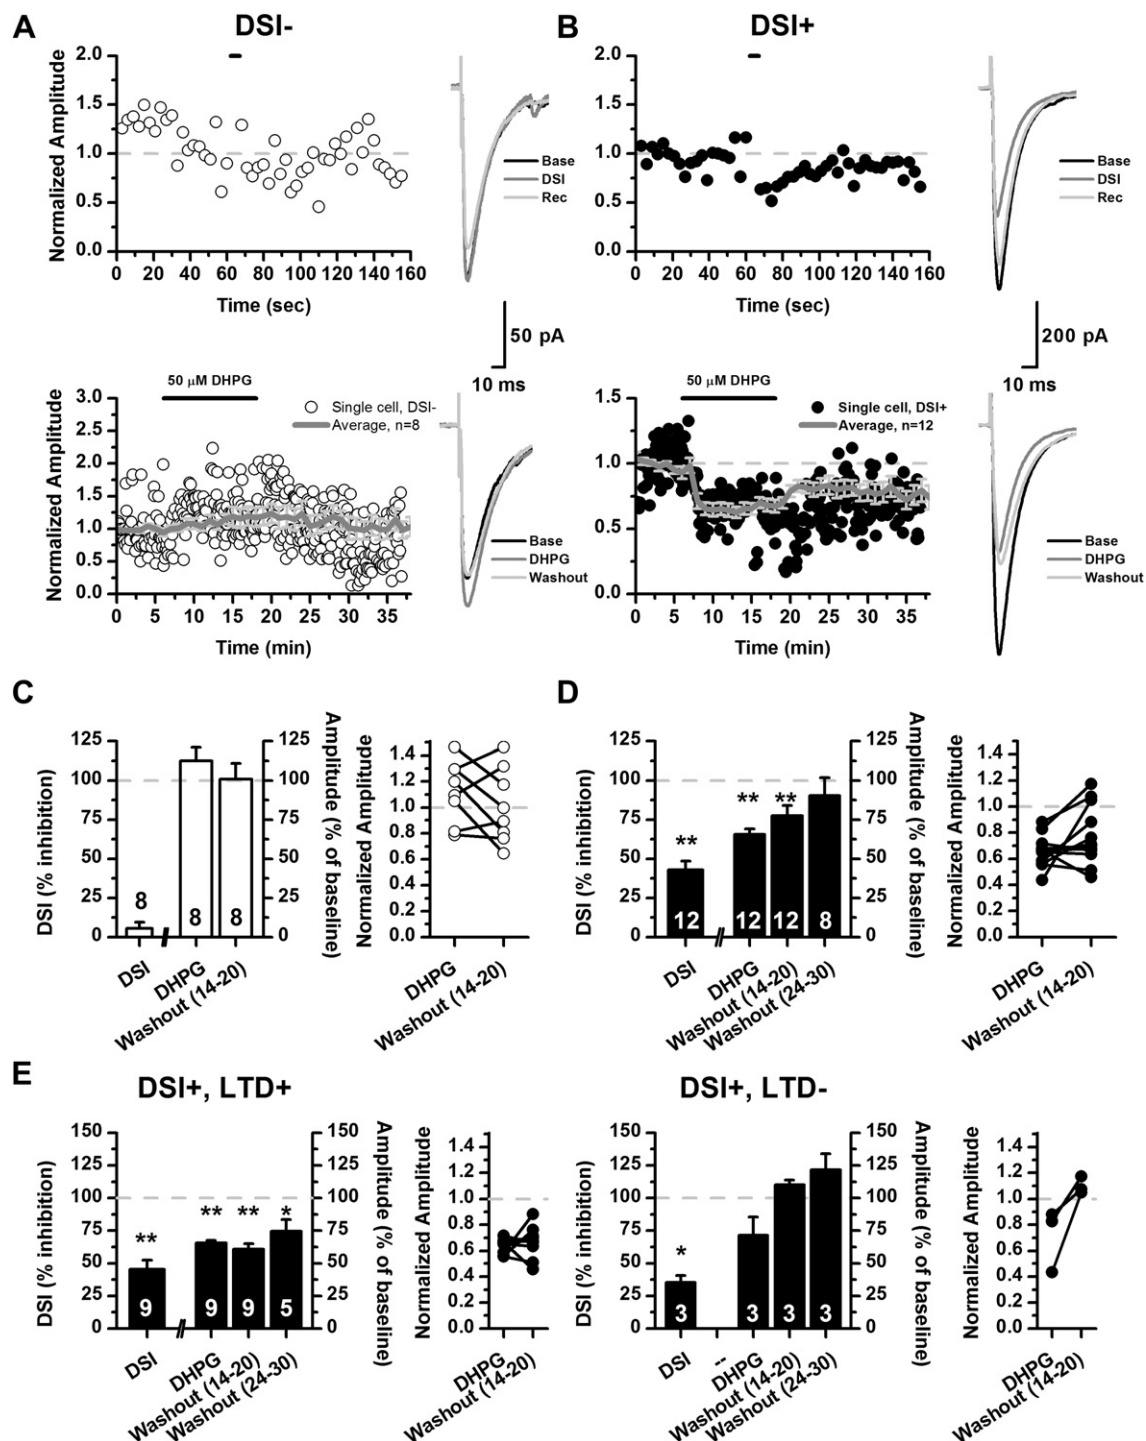 A
DSI-
B
DSI+
Normalized Amplitude
2.0
1.5
1.0
0.5
0.0
0 20 40 60 80 100 120 140 160
Time (sec)
Base
DSI
Rec
50 pA
10 ms
Normalized Amplitude
2.0
1.5
1.0
0.5
0.0
0 20 40 60 80 100 120 140 160
Time (sec)
Base
DSI
Rec
200 pA
10 ms
Normalized Amplitude
3.0
2.5
2.0
1.5
1.0
0.5
0.0
50 μM DHPG
Single cell, DSI-
Average, n=8
0 5 10 15 20 25 30 35
Time (min)
Base
DHPG
Washout
Normalized Amplitude
1.5
1.0
0.5
0.0
50 μM DHPG
Single cell, DSI+
Average, n=12
0 5 10 15 20 25 30 35
Time (min)
Base
DHPG
Washout
C
DSI (% inhibition)
125
100
75
50
25
0
8
8
8
DSI
DHPG
Washout (14-20)
125
100
75
50
25
0
Amplitude (% of baseline)
Normalized Amplitude
1.4
1.2
1.0
0.8
0.6
0.4
0.2
0.0
DHPG
Washout (14-20)
D
DSI (% inhibition)
125
100
75
50
25
0
**
**
**
12
12
12
8
DSI
DHPG
Washout (14-20)
Washout (24-30)
125
100
75
50
25
0
Amplitude (% of baseline)
Normalized Amplitude
1.4
1.2
1.0
0.8
0.6
0.4
0.2
0.0
DHPG
Washout (14-20)
E
DSI+, LTD+
DSI (% inhibition)
150
125
100
75
50
25
0
**
**
**
*
9
9
9
5
DSI
DHPG
Washout (14-20)
Washout (24-30)
150
125
100
75
50
25
0
Amplitude (% of baseline)
Normalized Amplitude
1.4
1.2
1.0
0.8
0.6
0.4
0.2
0.0
DHPG
Washout (14-20)
DSI+, LTD-
DSI (% inhibition)
150
125
100
75
50
25
0
*
3
3
3
3
DSI
--
DHPG
Washout (14-20)
Washout (24-30)
150
125
100
75
50
25
0
Amplitude (% of baseline)
Normalized Amplitude
1.4
1.2
1.0
0.8
0.6
0.4
0.2
0.0
DHPG
Washout (14-20)